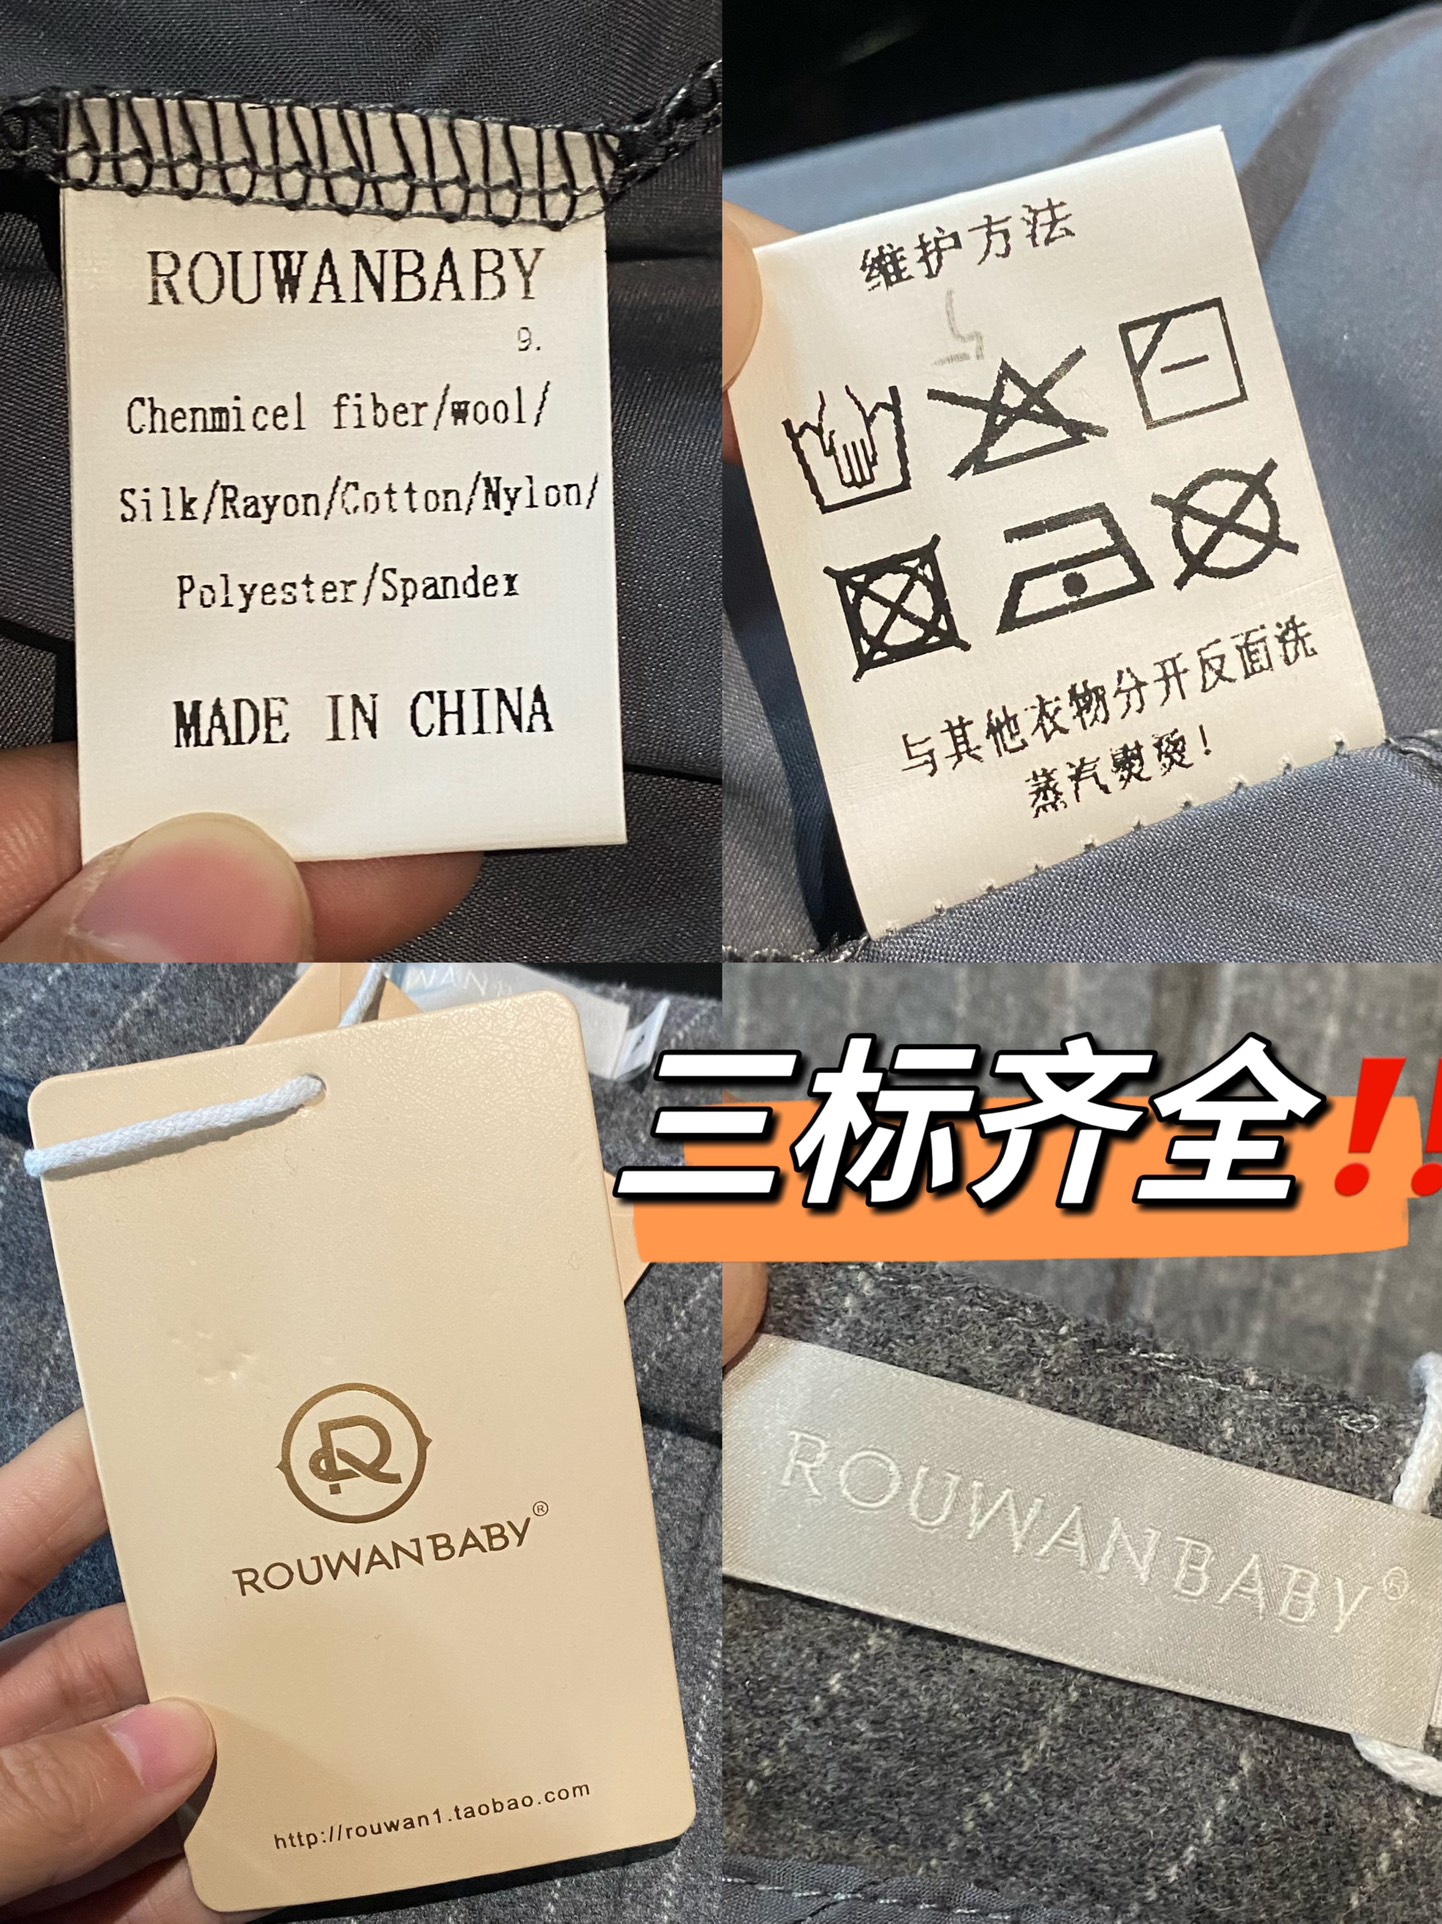 ROUWANBABY
9.
Chenmicel fiber/wool/
Silk/Rayon/Cotton/Nylon/
Polyester/Spandex
MADE IN CHINA
维护方法
与其他衣物分开反面洗
蒸汽熨烫!
三标齐全!!
R
ROUWANBABY®
http://rouwan1.taobao.com
ROUWANBABY®